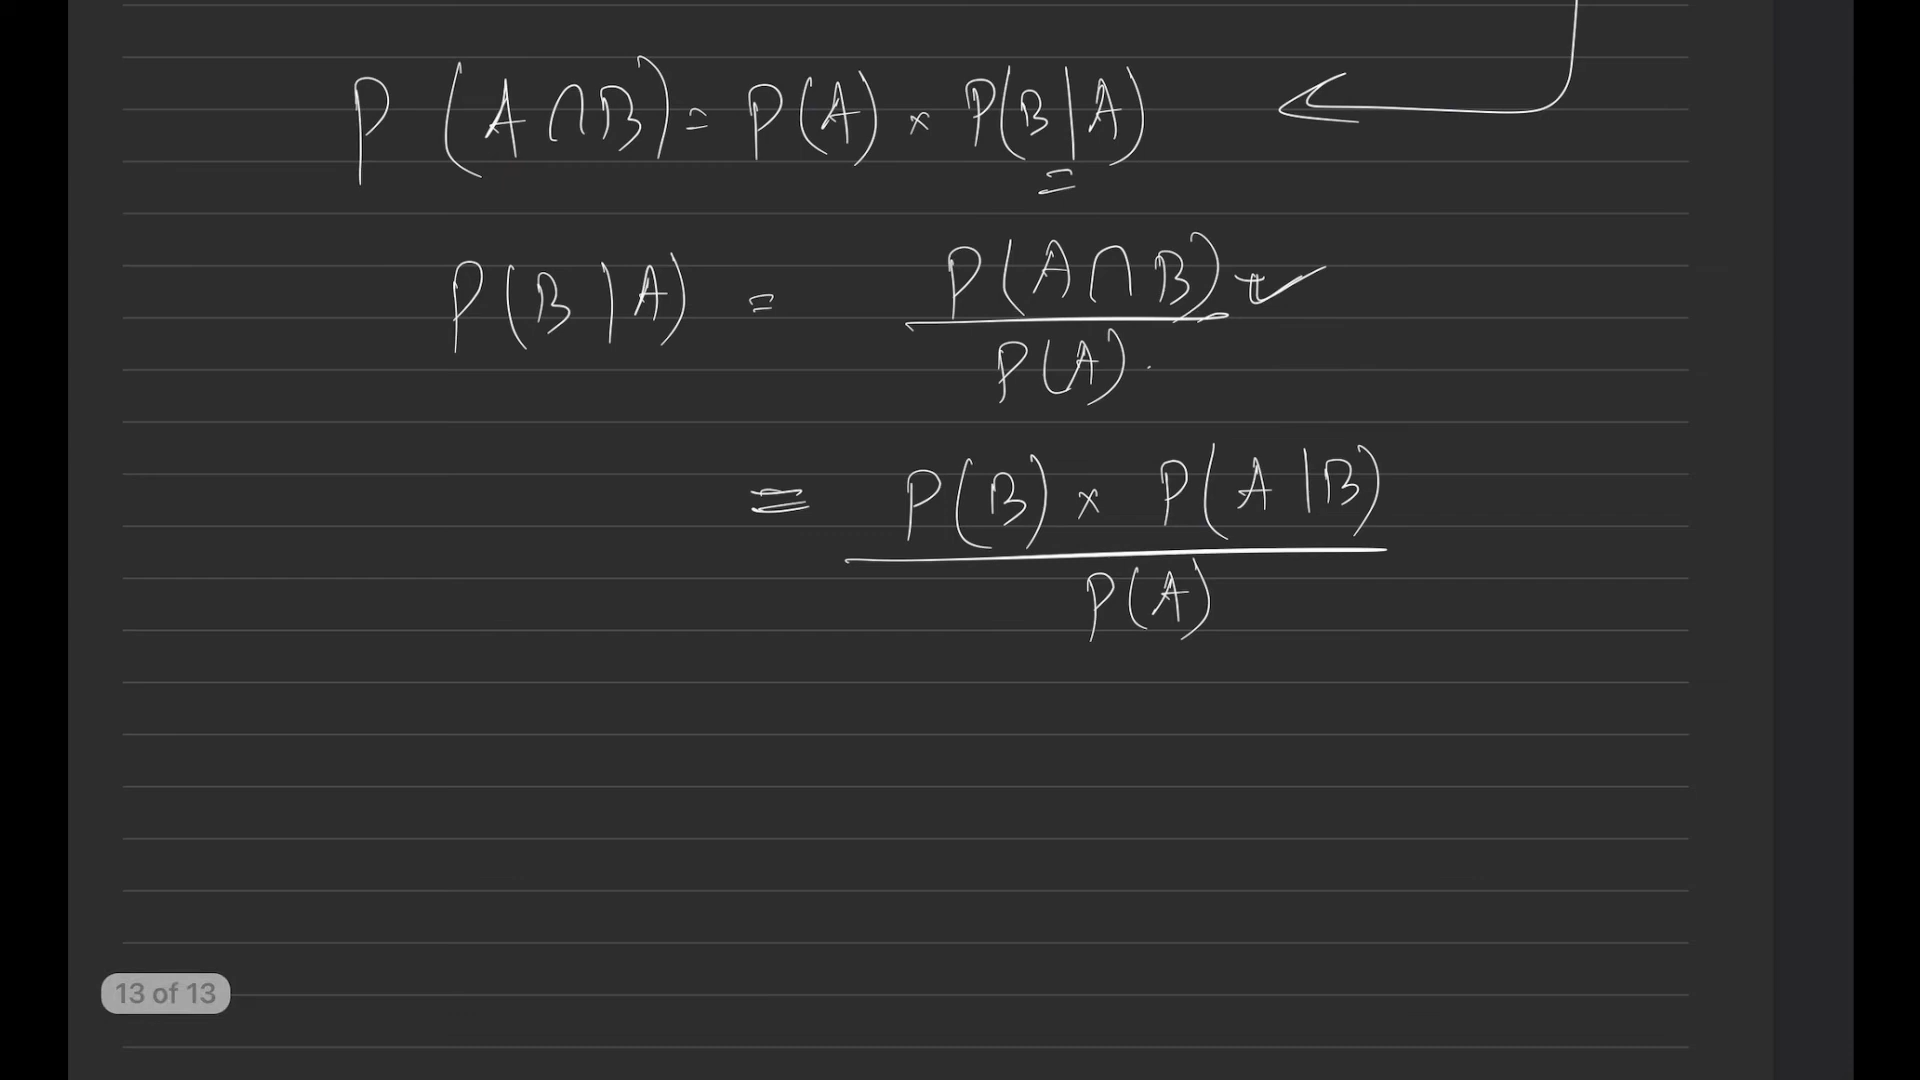 P (A ∩ B) = P(A) × P(B|A)
P(B|A) = P(A ∩ B)
P(A)
= P(B) × P(A|B)
P(A)
13 of 13